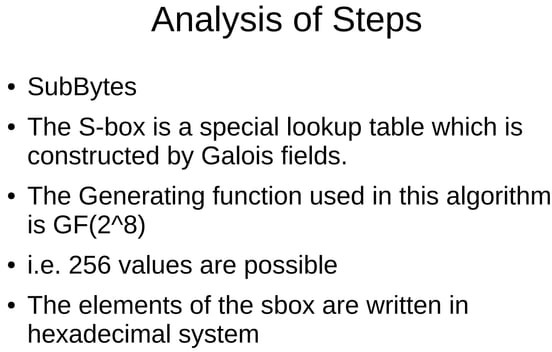 Analysis of Steps
• SubBytes
• The S-box is a special lookup table which is
constructed by Galois fields.
• The Generating function used in this algorithm
is GF(2^8)
• i.e. 256 values are possible
• The elements of the sbox are written in
hexadecimal system